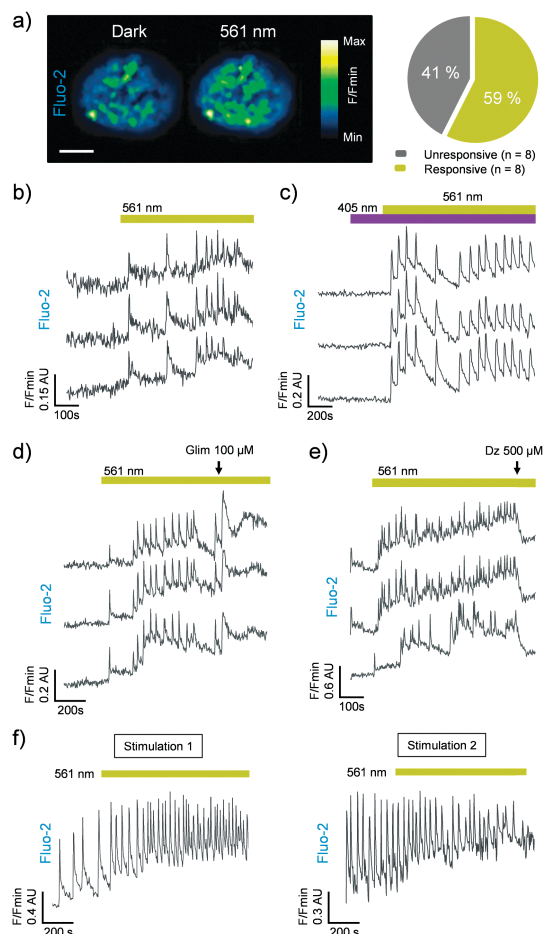 a)
Dark
561 nm
Fluo-2
Max
F/Fmin
Min
41 %
59 %
Unresponsive (n = 8)
Responsive (n = 8)
b)
561 nm
Fluo-2
F/Fmin
0.15 AU
100s
c)
405 nm
561 nm
Fluo-2
F/Fmin
0.2 AU
200s
d)
Glim 100 µM
561 nm
Fluo-2
F/Fmin
0.2 AU
200s
e)
Dz 500 µM
561 nm
Fluo-2
F/Fmin
0.6 AU
100s
f)
Stimulation 1
561 nm
Fluo-2
F/Fmin
0.4 AU
200 s
Stimulation 2
561 nm
Fluo-2
F/Fmin
0.3 AU
200 s